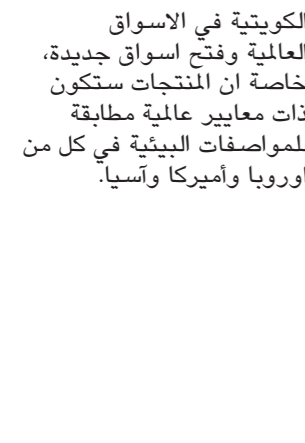 الكويتية في الاسواق
العالمية وفتح اسواق جديدة،
خاصة ان المنتجات ستكون
ذات معايير عالمية مطابقة
للمواصفات البيئية في كل من
اوروبا وأميركا وآسيا.